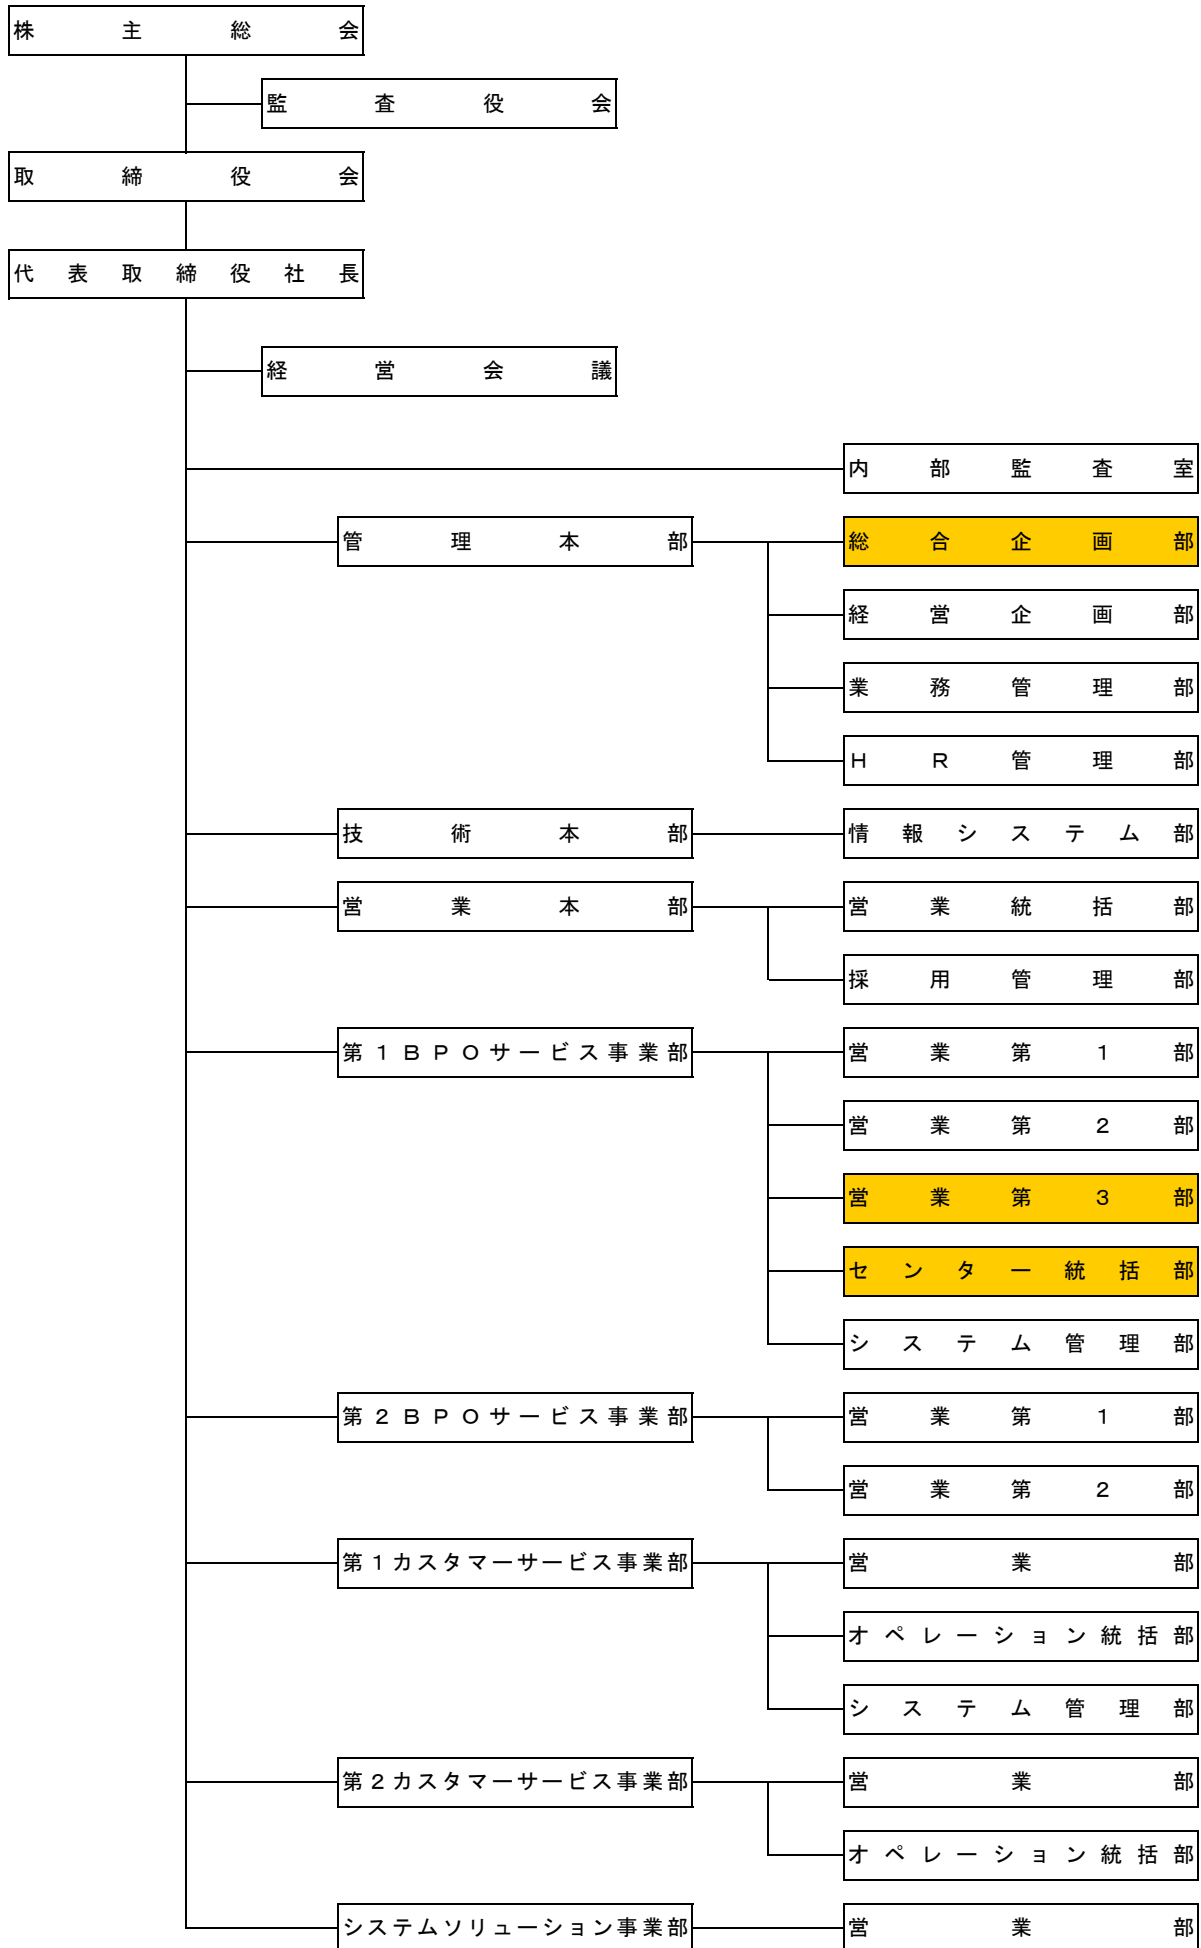 株主総会
監査役会
取締役会
代表取締役社長
経営会議
内部監査室
管理本部 総合企画部
経営企画部
業務管理部
ＨＲ管理部
技術本部 情報システム部
営業本部 営業統括部
採用管理部
第１ＢＰＯサービス事業部 営業第１部
営業第２部
営業第３部
センター統括部
システム管理部
第２ＢＰＯサービス事業部 営業第１部
営業第２部
第１カスタマーサービス事業部 営業部
オペレーション統括部
システム管理部
第２カスタマーサービス事業部 営業部
オペレーション統括部
システムソリューション事業部 営業部